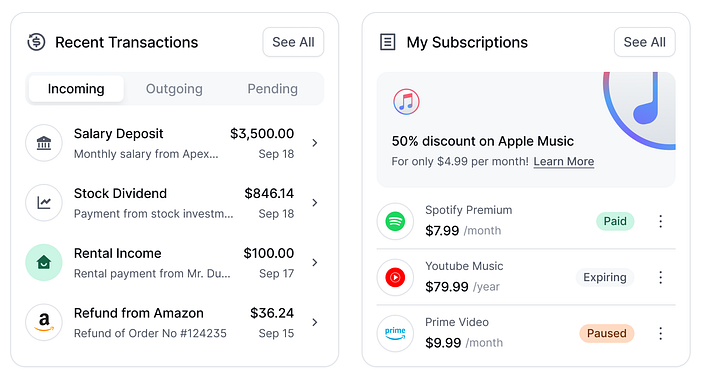 Recent Transactions
See All
Incoming
Outgoing
Pending
Salary Deposit
$3,500.00
Monthly salary from Apex...
Sep 18
Stock Dividend
$846.14
Payment from stock investm...
Sep 18
Rental Income
$100.00
Rental payment from Mr. Du...
Sep 17
a
Refund from Amazon
$36.24
Refund of Order No #124235
Sep 15
My Subscriptions
See All
50% discount on Apple Music
For only $4.99 per month! Learn More
Spotify Premium
$7.99 /month
Paid
Youtube Music
$79.99 /year
Expiring
prime
Prime Video
$9.99 /month
Paused